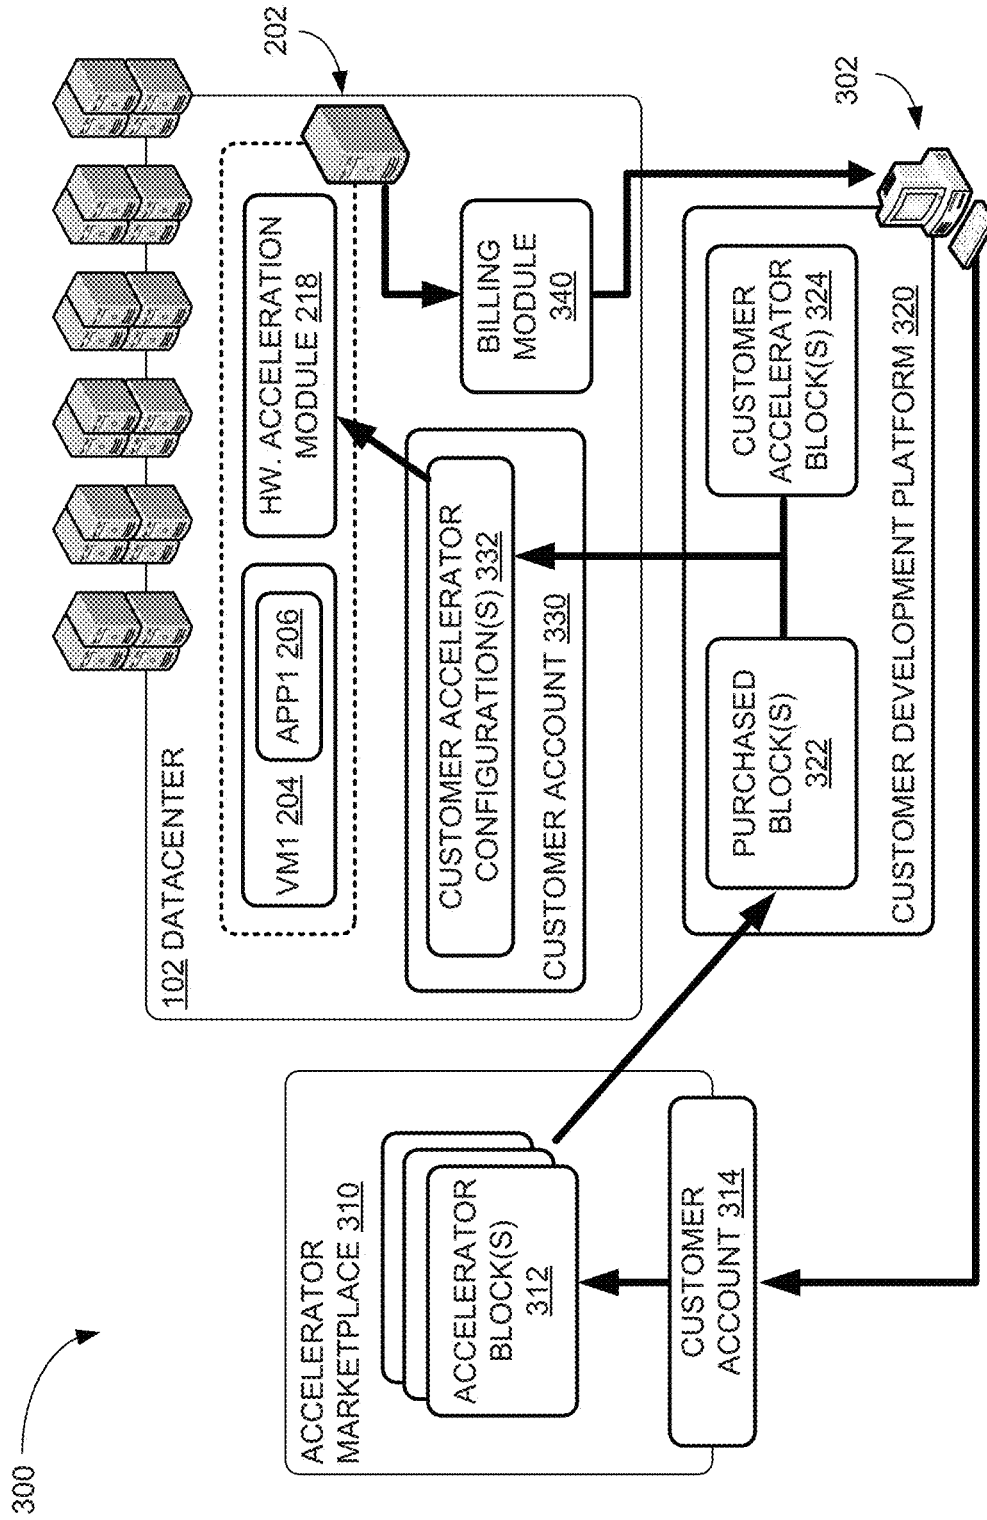 300
ACCELERATOR
MARKETPLACE 310
ACCELERATOR
BLOCK(S)
312
CUSTOMER
ACCOUNT 314
102 DATACENTER
202
VM1 204
APP1 206
HW. ACCELERATION
MODULE 218
CUSTOMER ACCELERATOR
CONFIGURATION(S) 332
CUSTOMER ACCOUNT 330
BILLING
MODULE
340
302
PURCHASED
BLOCK(S)
322
CUSTOMER
ACCELERATOR
BLOCK(S) 324
CUSTOMER DEVELOPMENT PLATFORM 320